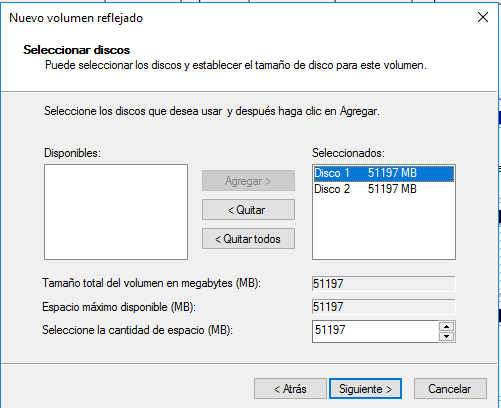 Nuevo volumen reflejado
Seleccionar discos
Puede seleccionar los discos y establecer el tamaño de disco para este volumen.
Seleccione los discos que desea usar y después haga clic en Agregar.
Disponibles:
Seleccionados:
Agregar >
< Quitar
< Quitar todos
Disco 1 51197 MB
Disco 2 51197 MB
Tamaño total del volumen en megabytes (MB): 51197
Espacio máximo disponible (MB): 51197
Seleccione la cantidad de espacio (MB): 51197
< Atrás Siguiente > Cancelar